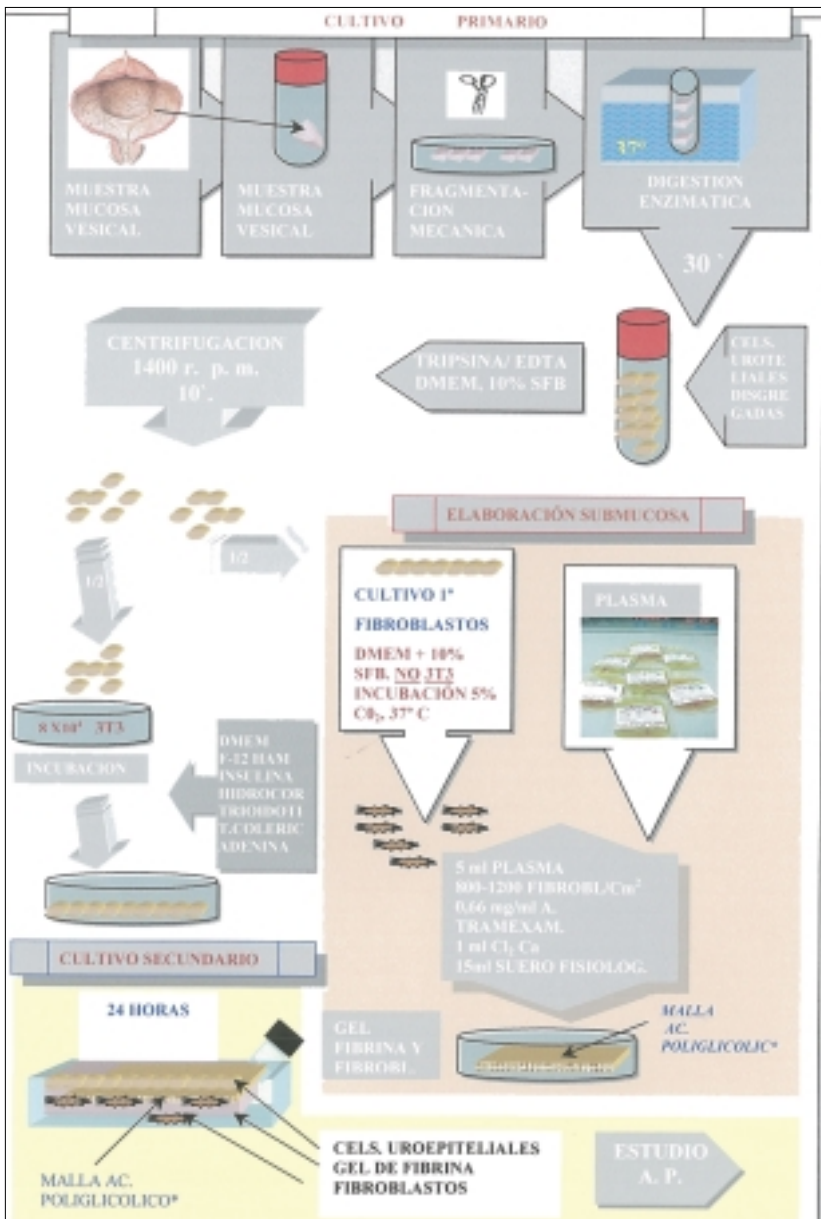 CULTIVO PRIMARIO
MUESTRA
MUCOSA
VESICAL
MUESTRA
MUCOSA
VESICAL
FRAGMENTA-
CION
MECANICA
37º
DIGESTION
ENZIMATICA
30 `
CELS.
UROTE
LIALES
DISGRE
GADAS
TRIPSINA/ EDTA
DMEM, 10% SFB
CENTRIFUGACION
1400 r. p. m.
10`.
1/2
1/2
8 X10⁴ 3T3
INCUBACION
DMEM
F-12 HAM
INSULINA
HIDROCOR
TRIOIDOTI
T.COLERIC
ADENINA
ELABORACIÓN SUBMUCOSA
CULTIVO 1º
FIBROBLASTOS
DMEM + 10%
SFB. NO 3T3
INCUBACIÓN 5%
C0₂, 37º C
PLASMA
5 ml PLASMA
800-1200 FIBROBL/Cm²
0,66 mg/ml A.
TRAMEXAM.
1 ml Cl₂ Ca
15ml SUERO FISIOLOG.
GEL
FIBRINA Y
FIBROBL.
MALLA
AC.
POLIGLICOLIC*
CULTIVO SECUNDARIO
24 HORAS
MALLA AC.
POLIGLICOLICO*
CELS. UROEPITELIALES
GEL DE FIBRINA
FIBROBLASTOS
ESTUDIO
A. P.